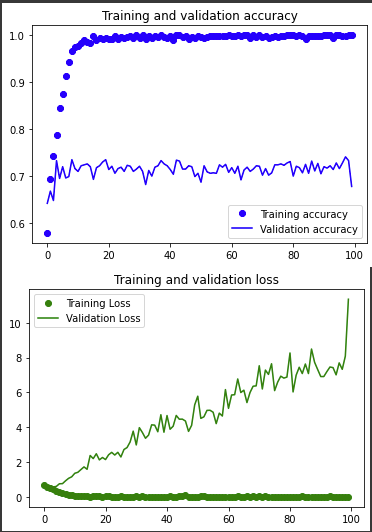 Training and validation accuracy
1.0
0.9
0.8
0.7
0.6
Training accuracy
Validation accuracy
0 20 40 60 80 100
Training and validation loss
Training Loss
Validation Loss
10
8
6
4
2
0
0 20 40 60 80 100